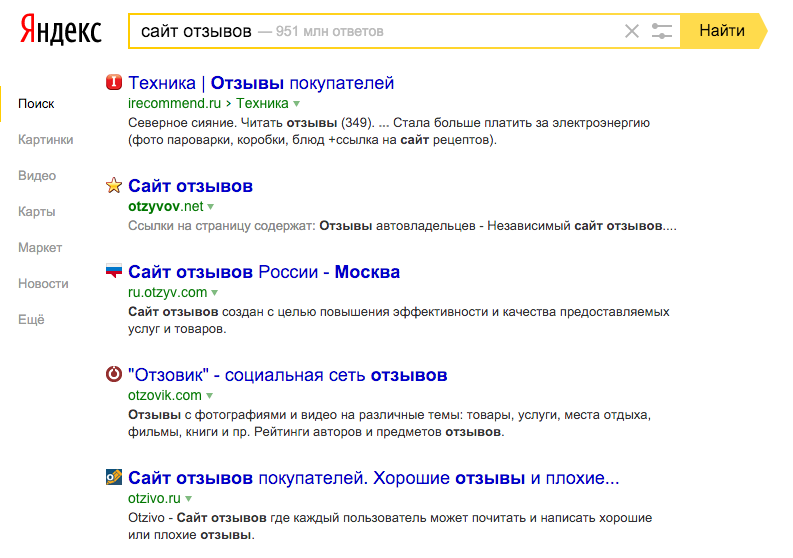 Яндекс
сайт отзывов — 951 млн ответов
Найти
Поиск
Картинки
Видео
Карты
Маркет
Новости
Ещё
Техника | Отзывы покупателей
irecommend.ru › Техника
Северное сияние. Читать отзывы (349). ... Стала больше платить за электроэнергию
(фото пароварки, коробки, блюд +ссылка на сайт рецептов).
Сайт отзывов
otzyvov.net
Ссылки на страницу содержат: Отзывы автовладельцев - Независимый сайт отзывов....
Сайт отзывов России - Москва
ru.otzyv.com
Сайт отзывов создан с целью повышения эффективности и качества предоставляемых
услуг и товаров.
"Отзовик" - социальная сеть отзывов
otzovik.com
Отзывы с фотографиями и видео на различные темы: товары, услуги, места отдыха,
фильмы, книги и пр. Рейтинги авторов и предметов отзывов.
Сайт отзывов покупателей. Хорошие отзывы и плохие...
otzivo.ru
Otzivo - Сайт отзывов где каждый пользователь может почитать и написать хорошие
или плохие отзывы.